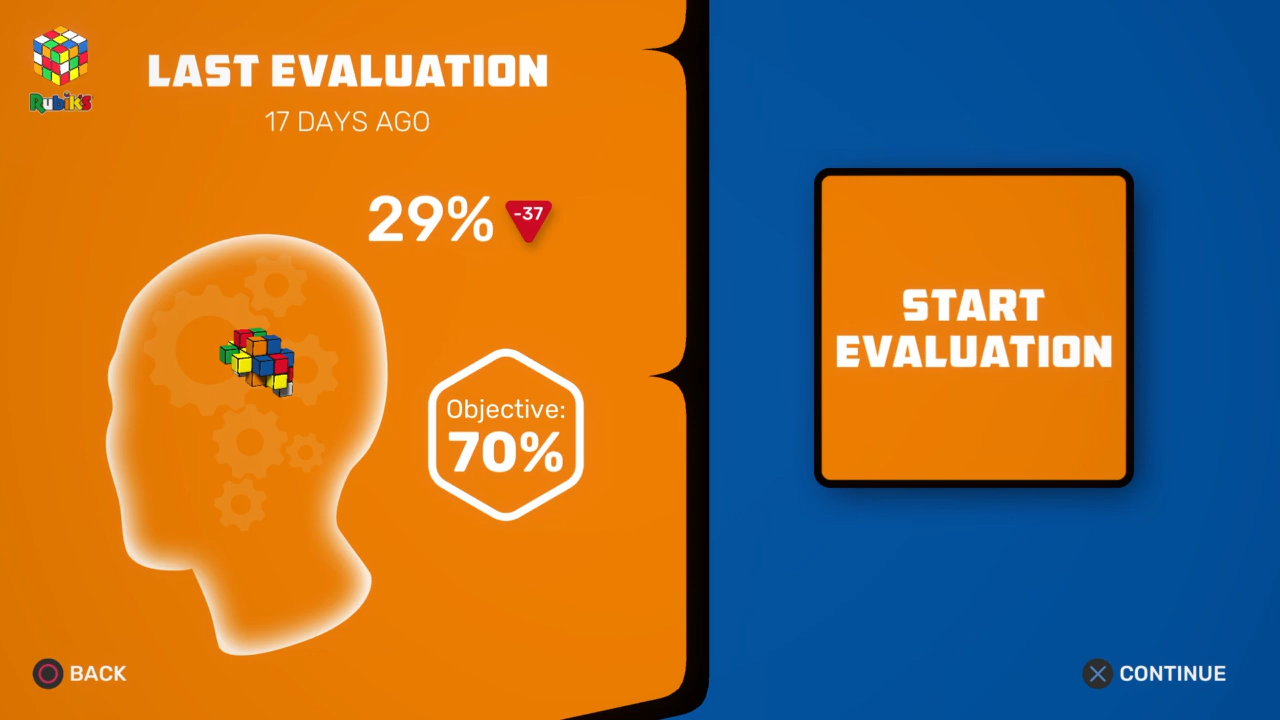 Rubik's
LAST EVALUATION
17 DAYS AGO
29%
-37
Objective:
70%
START
EVALUATION
BACK
CONTINUE